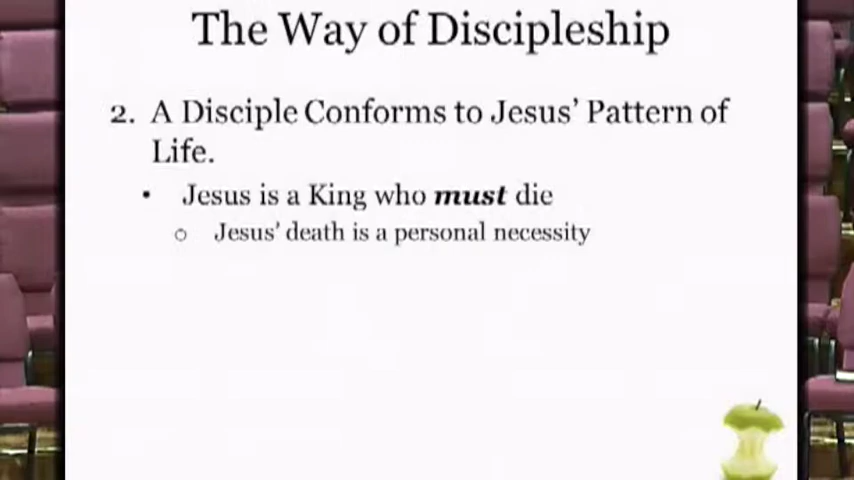 The Way of Discipleship
2. A Disciple Conforms to Jesus’ Pattern of
Life.
• Jesus is a King who must die
o Jesus’ death is a personal necessity